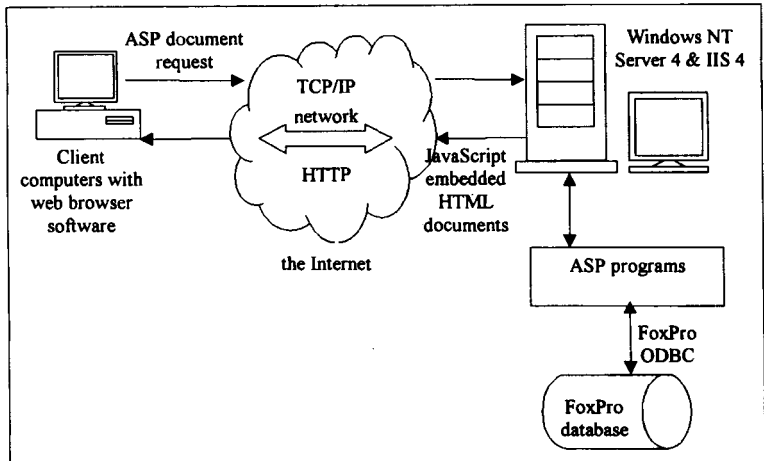 ASP document
request
TCP/IP
network
HTTP
the Internet
Client
computers with
web browser
software
Windows NT
Server 4 & IIS 4
JavaScript
embedded
HTML
documents
ASP programs
FoxPro
ODBC
FoxPro
database